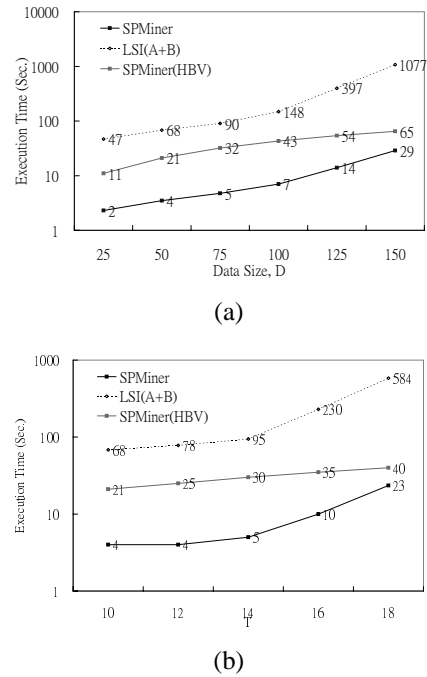 SPMiner
LSI(A+B)
SPMiner(HBV)
Execution Time (Sec.)
10000
1000
100
10
1
47 68 90 148 397 1077
11 21 32 43 54 65
2 4 5 7 14 29
25 50 75 100 125 150
Data Size, D
(a)
SPMiner
LSI(A+B)
SPMiner(HBV)
Execution Time (Sec.)
1000
100
10
1
68 78 95 230 584
21 25 30 35 40
4 4 5 10 23
10 12 14 16 18
T
(b)